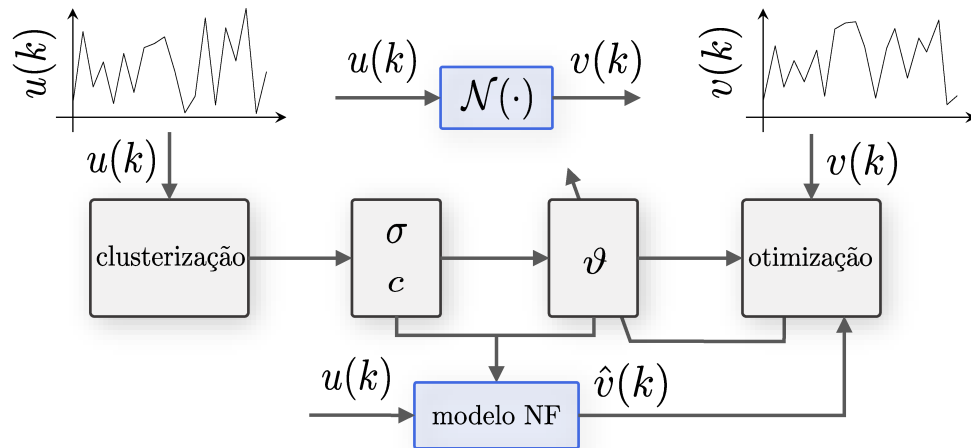 u(k)
u(k) v(k)
𝒩(·)
v(k)
u(k)
v(k)
clusterização
σ
c
ϑ
otimização
u(k)
v̂(k)
modelo NF